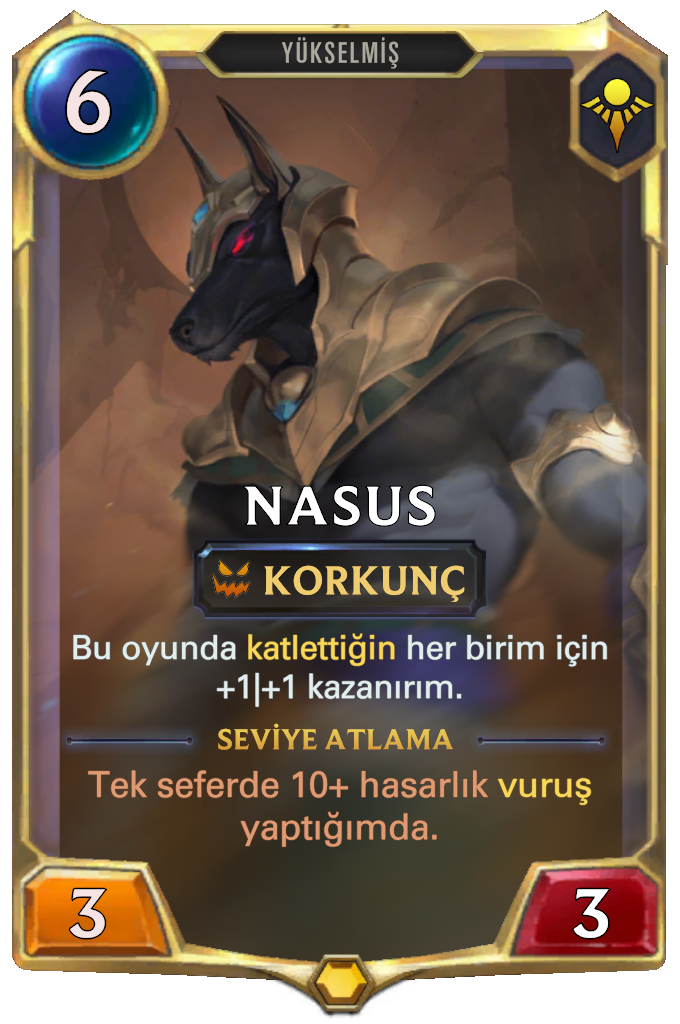 YÜKSELMİŞ
6
NASUS
KORKUNÇ
Bu oyunda katlettiğin her birim için
+1|+1 kazanırım.
SEVİYE ATLAMA
Tek seferde 10+ hasarlık vuruş
yaptığımda.
3
3